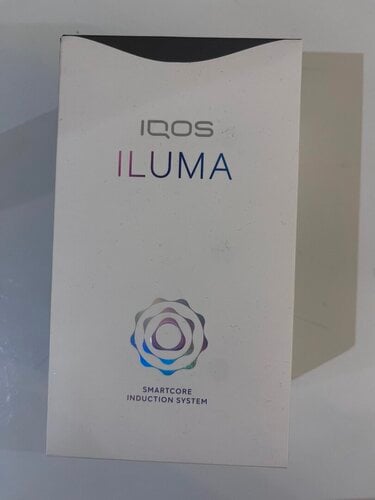 IQOS
ILUMA
SMARTCORE
INDUCTION SYSTEM